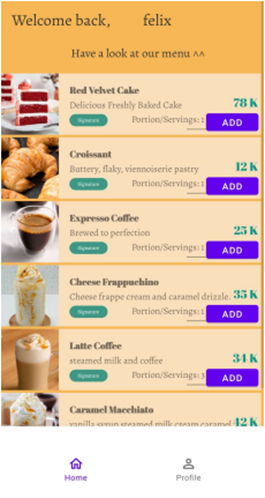 Welcome back, felix
Have a look at our menu ^^
Red Velvet Cake
Delicious Freshly Baked Cake
78 K
Signature
Portion/Servings: 1
ADD
Croissant
Buttery, flaky, viennoiserie pastry
12 K
Signature
Portion/Servings: 1
ADD
Expresso Coffee
Brewed to perfection
25 K
Signature
Portion/Servings: 1
ADD
Cheese Frappuchino
Cheese frappe cream and caramel drizzle.
35 K
Signature
Portion/Servings: 1
ADD
Latte Coffee
steamed milk and coffee
34 K
Signature
Portion/Servings: 3
ADD
Caramel Macchiato
vanilla syrup steamed milk cream caramel
42 K
Home
Profile